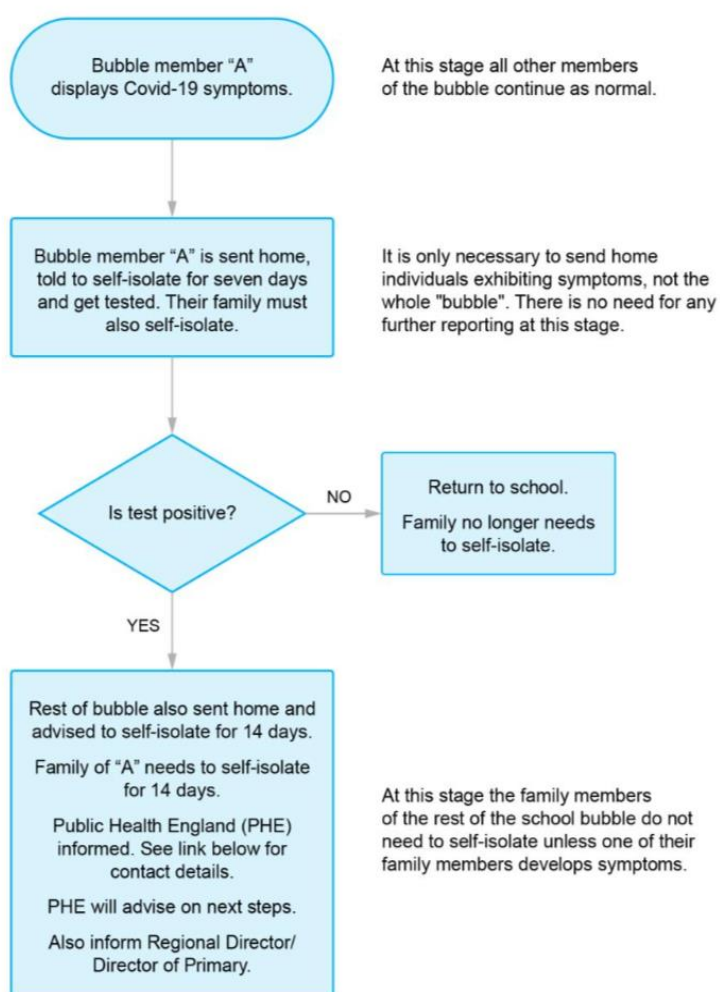 Bubble member “A”
displays Covid-19 symptoms.
At this stage all other members
of the bubble continue as normal.
Bubble member “A” is sent home,
told to self-isolate for seven days
and get tested. Their family must
also self-isolate.
It is only necessary to send home
individuals exhibiting symptoms, not the
whole "bubble". There is no need for any
further reporting at this stage.
Is test positive?
NO
Return to school.
Family no longer needs
to self-isolate.
YES
Rest of bubble also sent home and
advised to self-isolate for 14 days.
Family of “A” needs to self-isolate
for 14 days.
Public Health England (PHE)
informed. See link below for
contact details.
PHE will advise on next steps.
Also inform Regional Director/
Director of Primary.
At this stage the family members
of the rest of the school bubble do not
need to self-isolate unless one of their
family members develops symptoms.